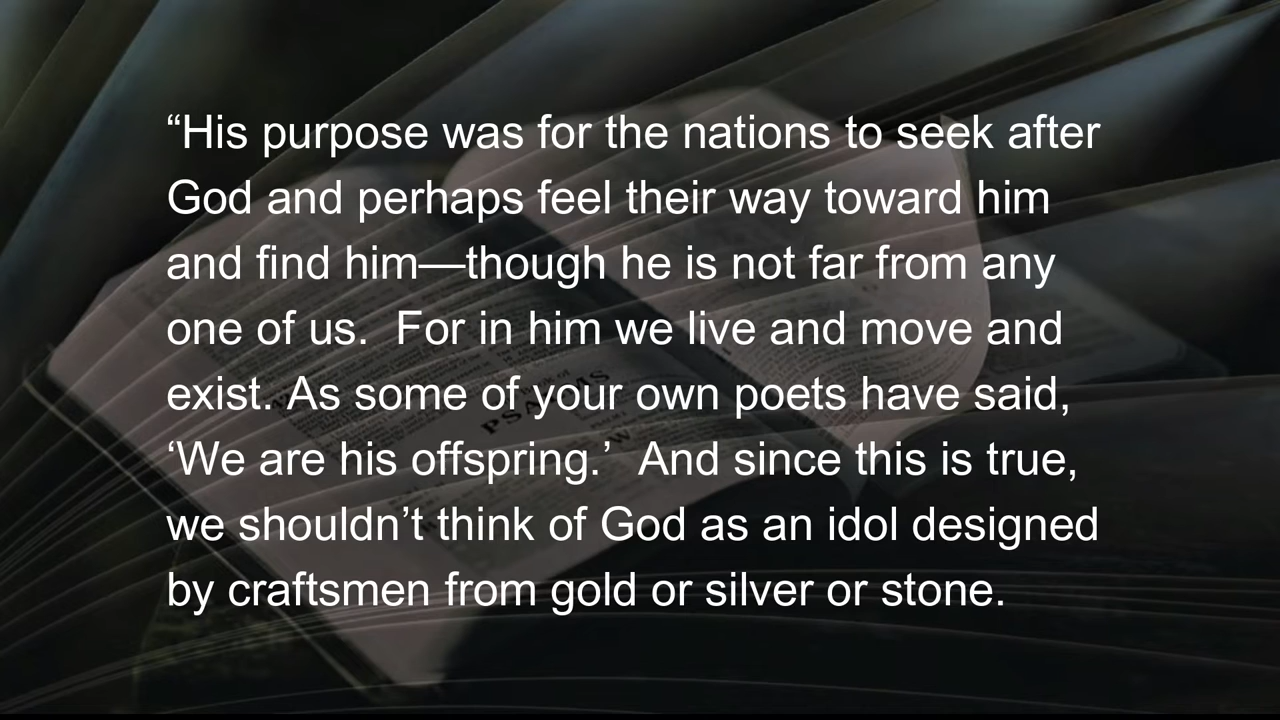 “His purpose was for the nations to seek after
God and perhaps feel their way toward him
and find him—though he is not far from any
one of us.  For in him we live and move and
exist. As some of your own poets have said,
‘We are his offspring.’  And since this is true,
we shouldn’t think of God as an idol designed
by craftsmen from gold or silver or stone.
PSALMS